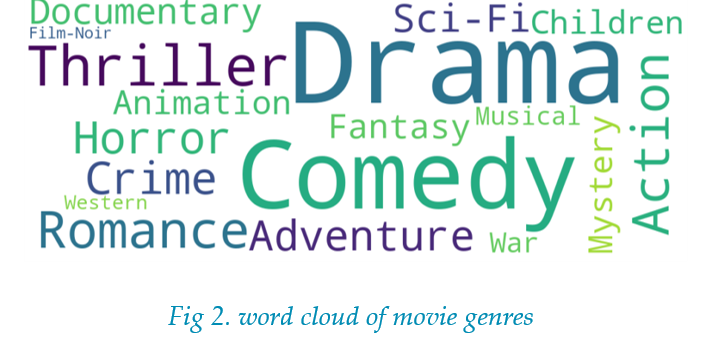 Documentary
Sci-Fi
Children
Film-Noir
Drama
Thriller
Animation
Fantasy
Musical
Action
Horror
Mystery
Comedy
Crime
Western
Romance
Adventure
War
Fig 2. word cloud of movie genres